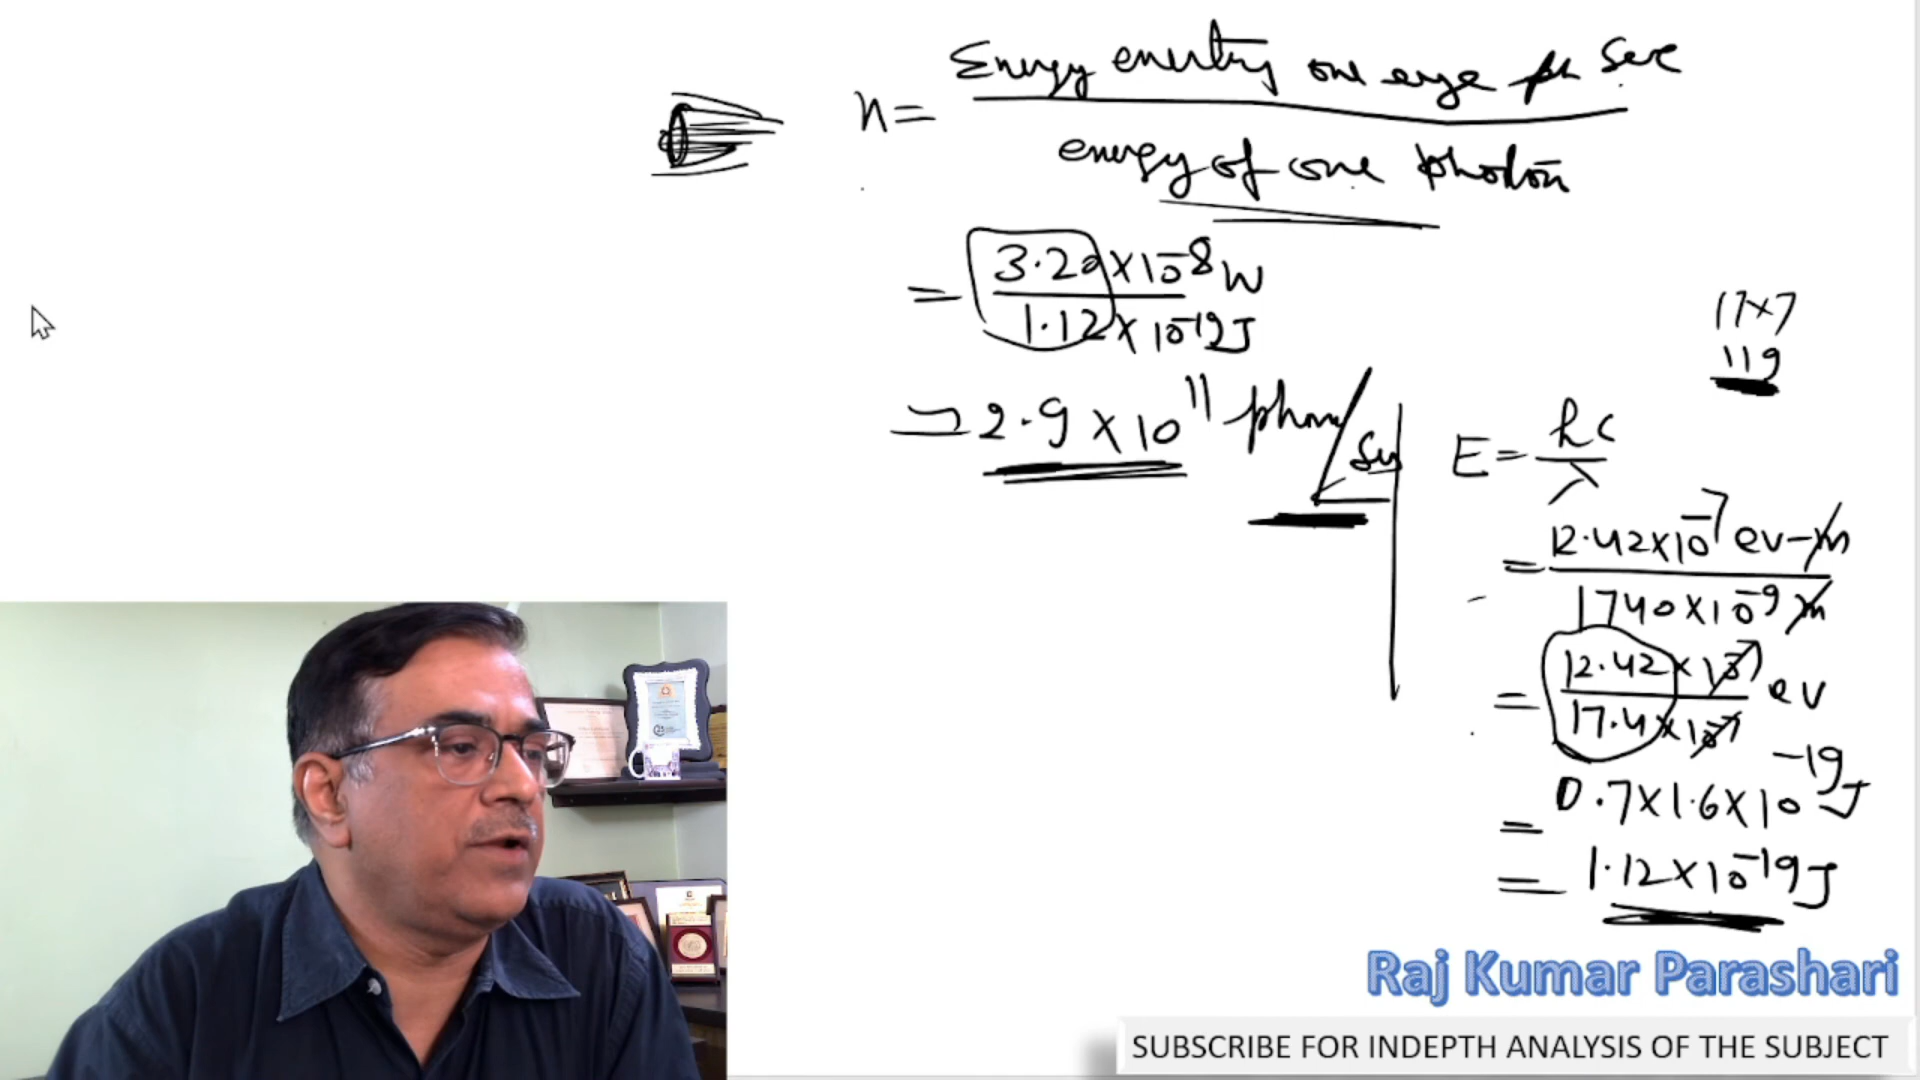 n = Energy entering one eye per sec
energy of one photon
= 3.20 × 10⁻⁸ W
1.12 × 10⁻¹⁹ J
= 2.9 × 10¹¹
17×7
119
E = hc
λ
= 12.42×10⁻⁷ ev-m
1740×10⁻⁹ m
= 12.42 × 10⁻⁷ ev
17.4 × 10⁻⁷
= 0.7×1.6×10⁻¹⁹ J
= 1.12×10⁻¹⁹ J
Raj Kumar Parashari
SUBSCRIBE FOR INDEPTH ANALYSIS OF THE SUBJECT